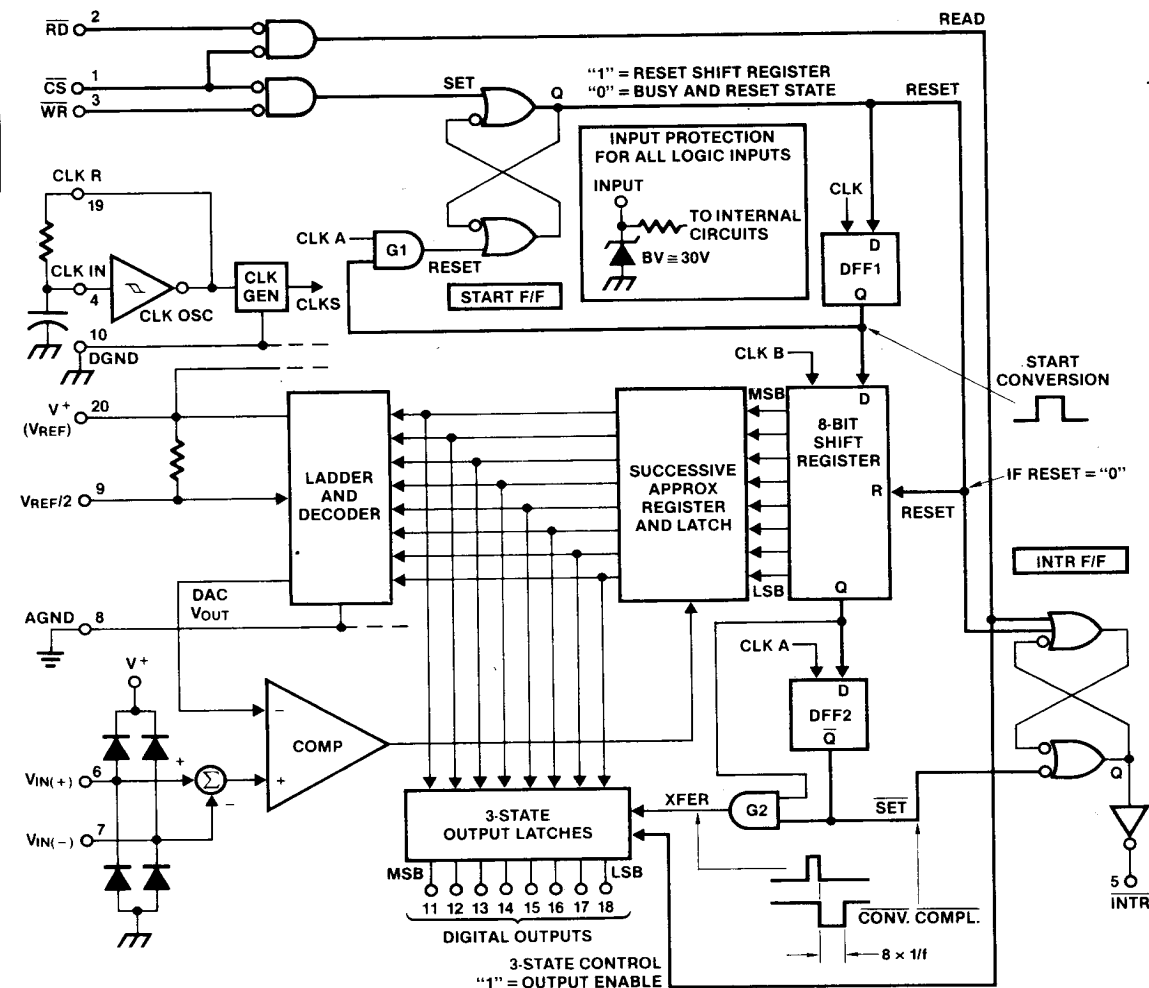 2
READ
RD
1
CS
3
WR
SET
Q
"1" = RESET SHIFT REGISTER
"0" = BUSY AND RESET STATE
RESET
INPUT PROTECTION
FOR ALL LOGIC INPUTS
INPUT
TO INTERNAL
CIRCUITS
BV ≅ 30V
CLK R
19
CLK IN
4
CLK OSC
CLK
GEN
CLKS
CLK A
G1
RESET
START F/F
CLK
D
DFF1
Q
10
DGND
CLK B
START
CONVERSION
V+
(VREF)
20
MSB
D
8-BIT
SHIFT
REGISTER
R
RESET
IF RESET = "0"
LADDER
AND
DECODER
SUCCESSIVE
APPROX
REGISTER
AND LATCH
VREF/2
9
LSB
Q
INTR F/F
DAC
VOUT
AGND
8
CLK A
D
DFF2
Q
V+
−
COMP
+
VIN(+)
6
+
Σ
−
VIN(−)
7
XFER
G2
SET
Q
3-STATE
OUTPUT LATCHES
MSB
LSB
11 12 13 14 15 16 17 18
DIGITAL OUTPUTS
CONV. COMPL.
8 × 1/f
5
INTR
3-STATE CONTROL
"1" = OUTPUT ENABLE